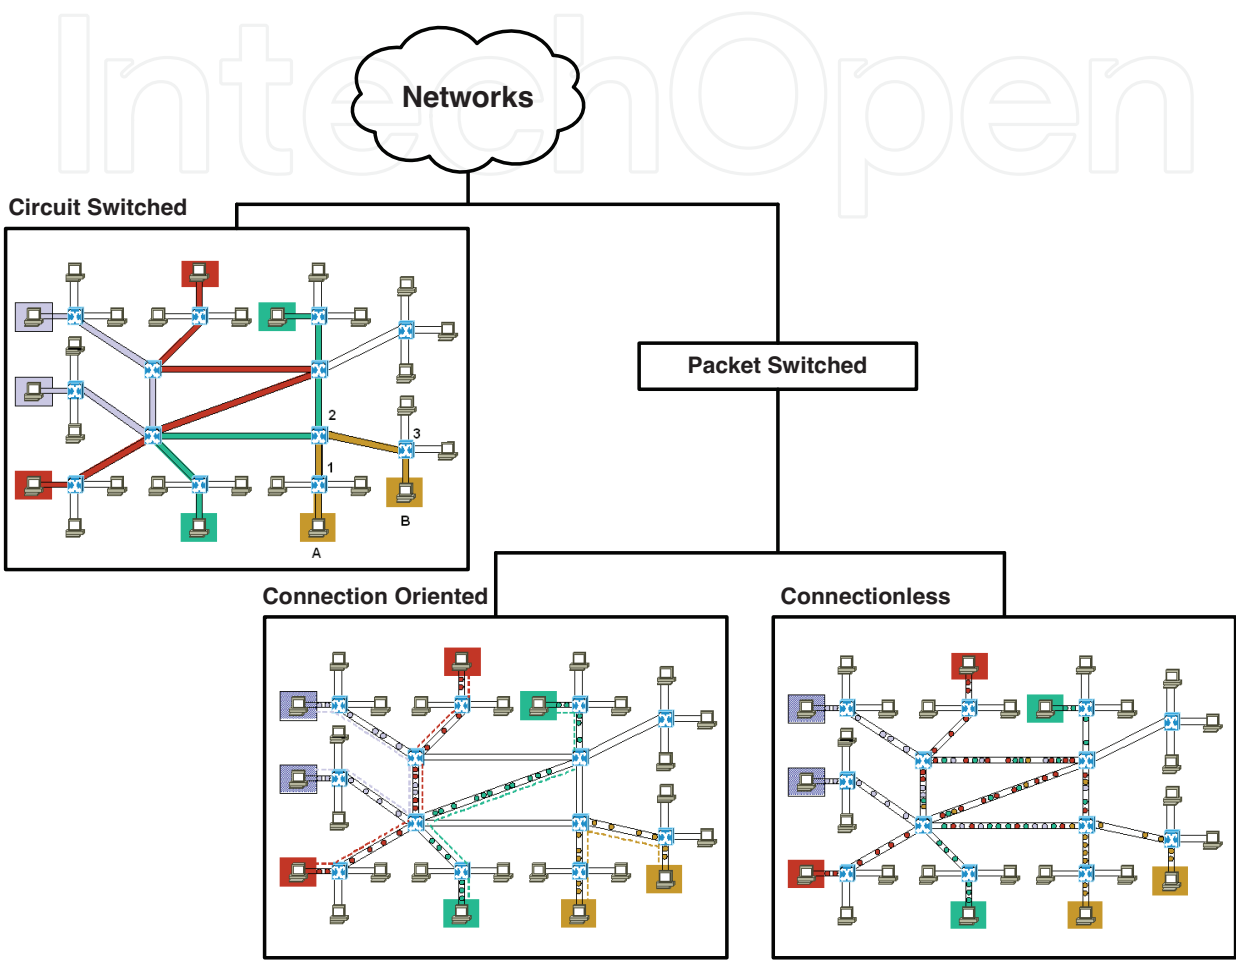 IntechOpen
Networks
Circuit Switched
Packet Switched
2
3
1
B
A
Connection Oriented
Connectionless